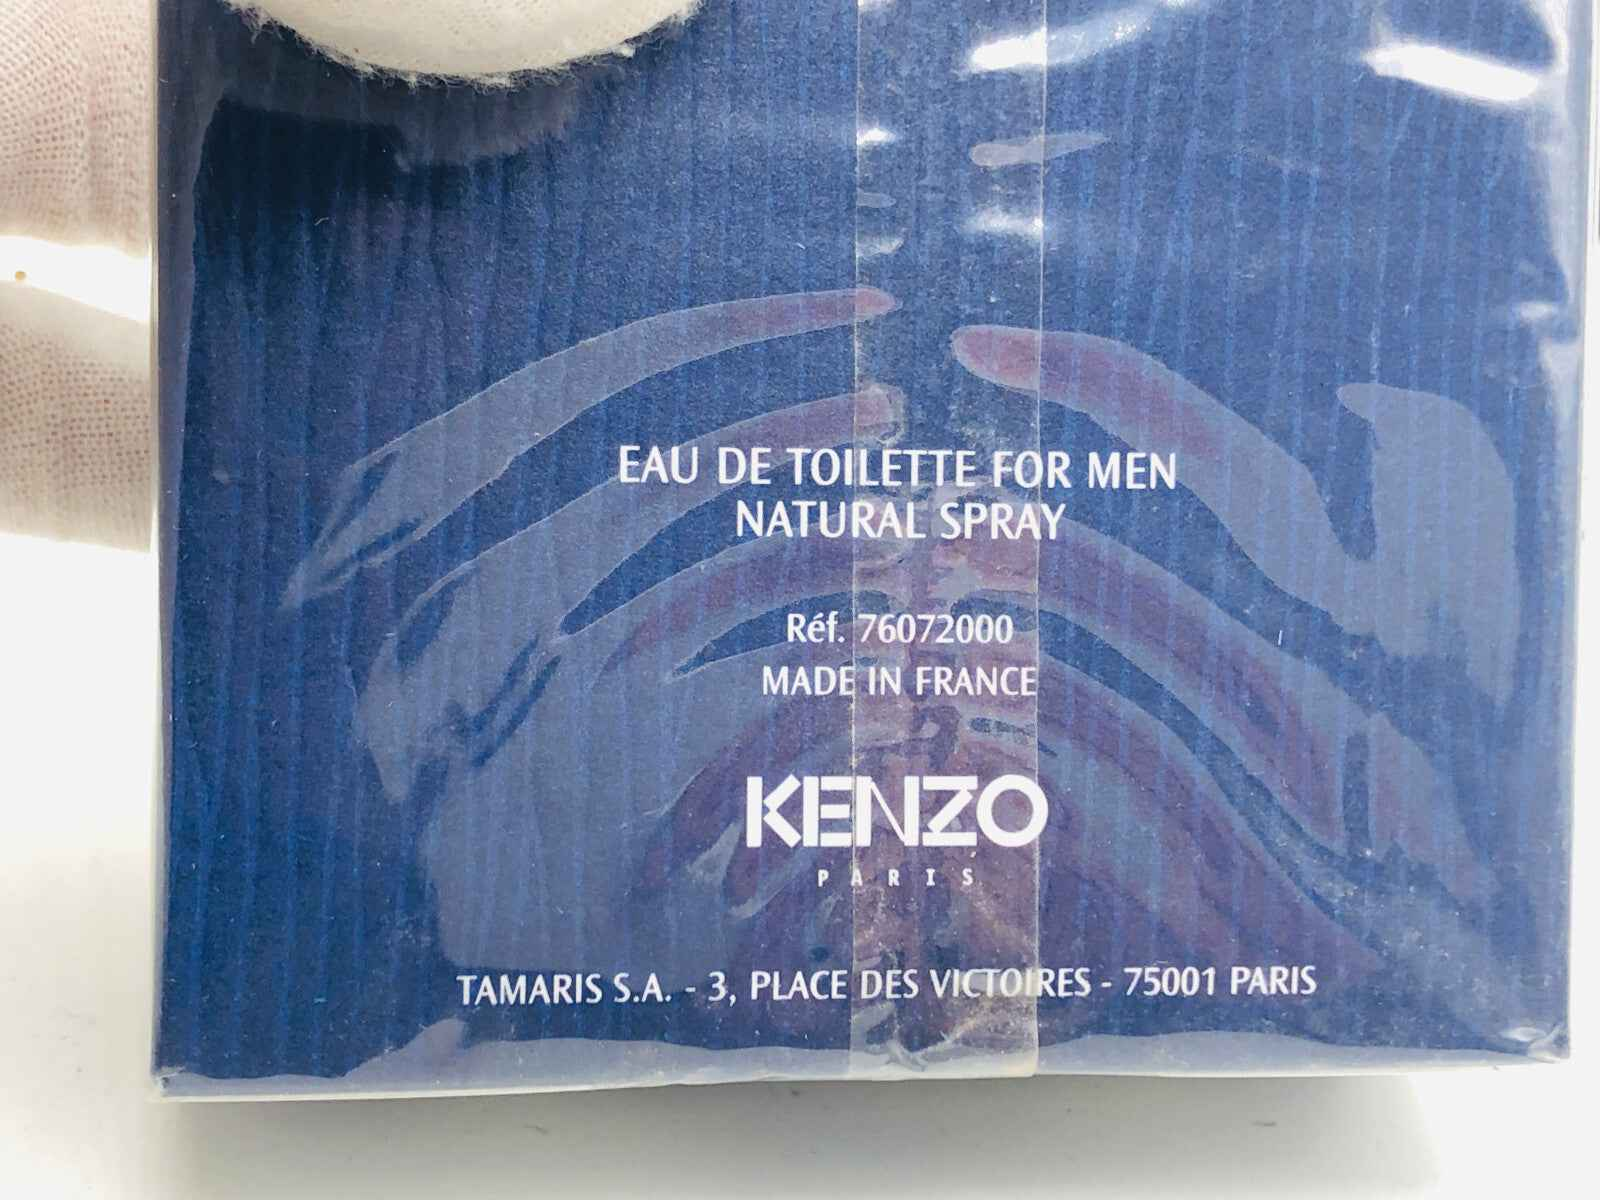 EAU DE TOILETTE FOR MEN
NATURAL SPRAY
Réf. 76072000
MADE IN FRANCE
KENZO
PARIS
TAMARIS S.A. - 3, PLACE DES VICTOIRES - 75001 PARIS